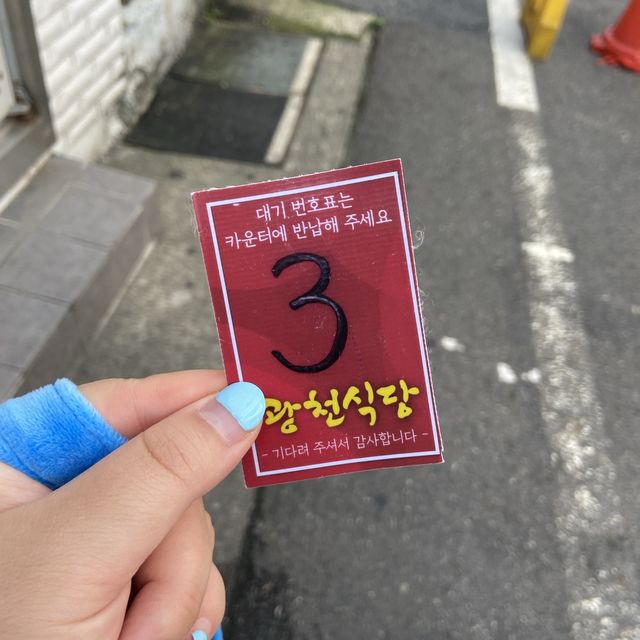 대기 번호표는
카운터에 반납해 주세요
3
광천식당
- 기다려 주셔서 감사합니다 -